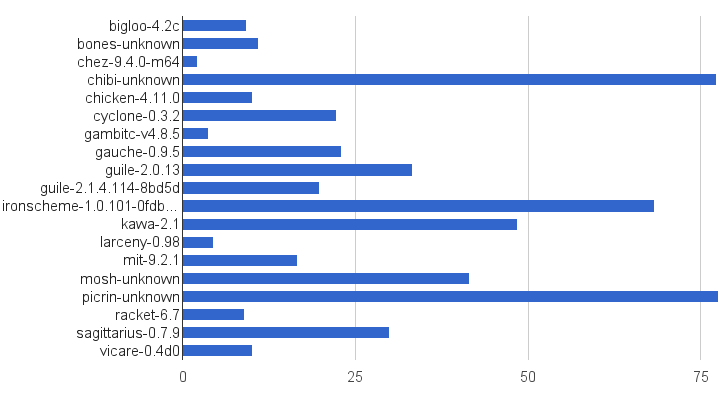 bigloo-4.2c
bones-unknown
chez-9.4.0-m64
chibi-unknown
chicken-4.11.0
cyclone-0.3.2
gambitc-v4.8.5
gauche-0.9.5
guile-2.0.13
guile-2.1.4.114-8bd5d
ironscheme-1.0.101-0fdb...
kawa-2.1
larceny-0.98
mit-9.2.1
mosh-unknown
picrin-unknown
racket-6.7
sagittarius-0.7.9
vicare-0.4d0
0 25 50 75